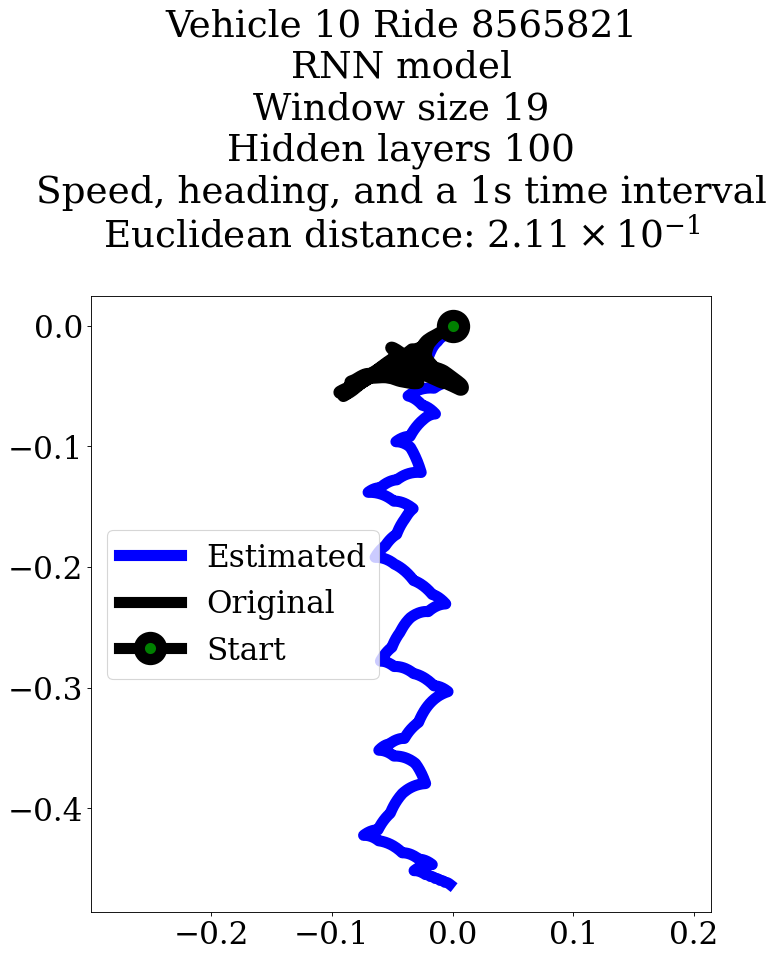 Vehicle 10 Ride 8565821
RNN model
Window size 19
Hidden layers 100
Speed, heading, and a 1s time interval
Euclidean distance: 2.11 × 10⁻¹
0.0
−0.1
−0.2
−0.3
−0.4
Estimated
Original
Start
−0.2 −0.1 0.0 0.1 0.2